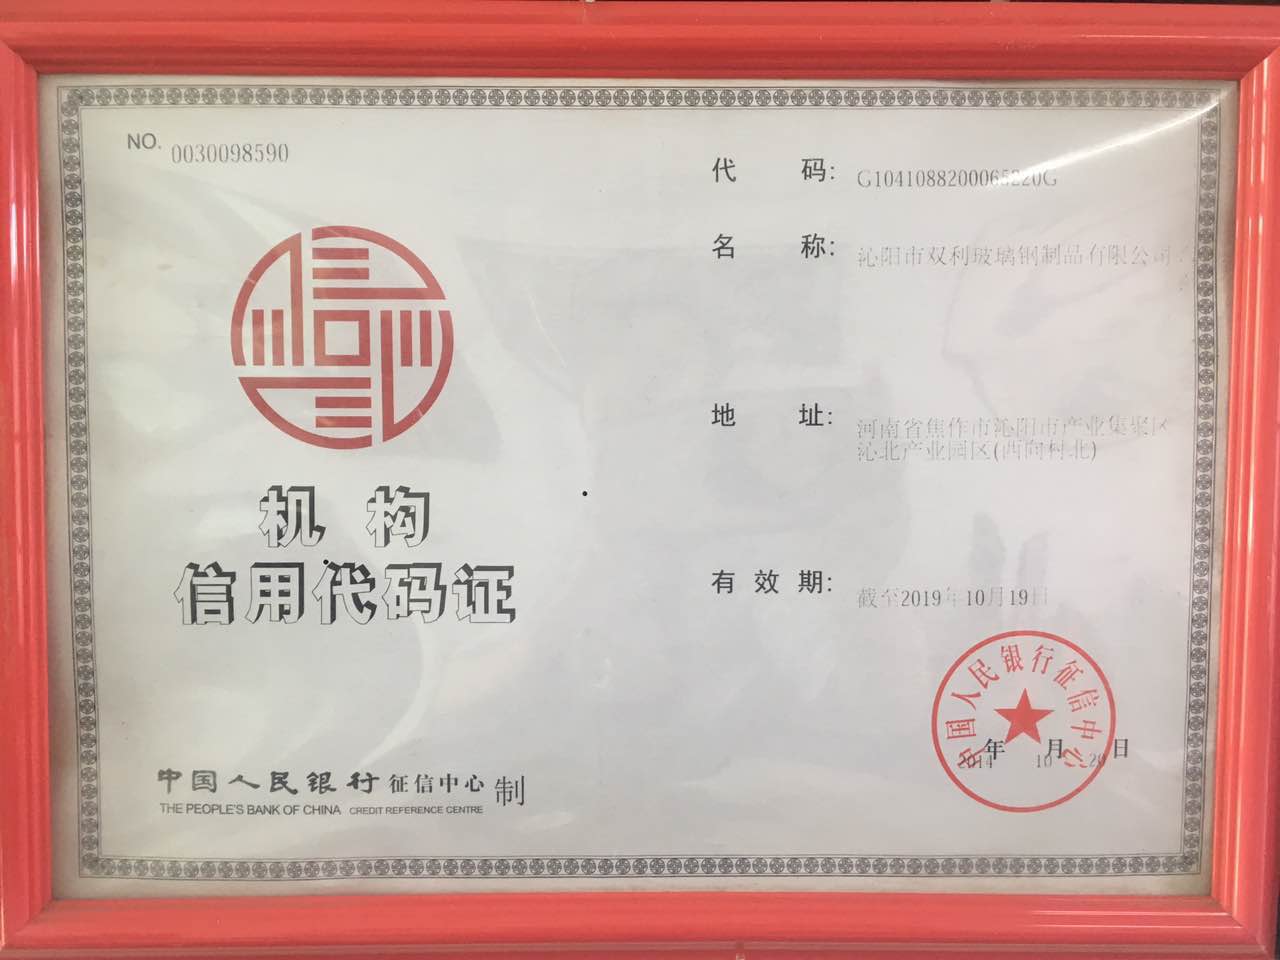 NO. 0030098590
机 构
信用代码证
中国人民银行 征信中心 制
THE PEOPLE'S BANK OF CHINA CREDIT REFERENCE CENTRE
代 码: G1041088200065220G
名 称: 沁阳市双利玻璃钢制品有限公司
地 址: 河南省焦作市沁阳市产业集聚区
沁北产业园区(西向村北)
有 效 期: 截至2019年10月19日
中国人民银行征信中心
年 月 日
2014 10 20